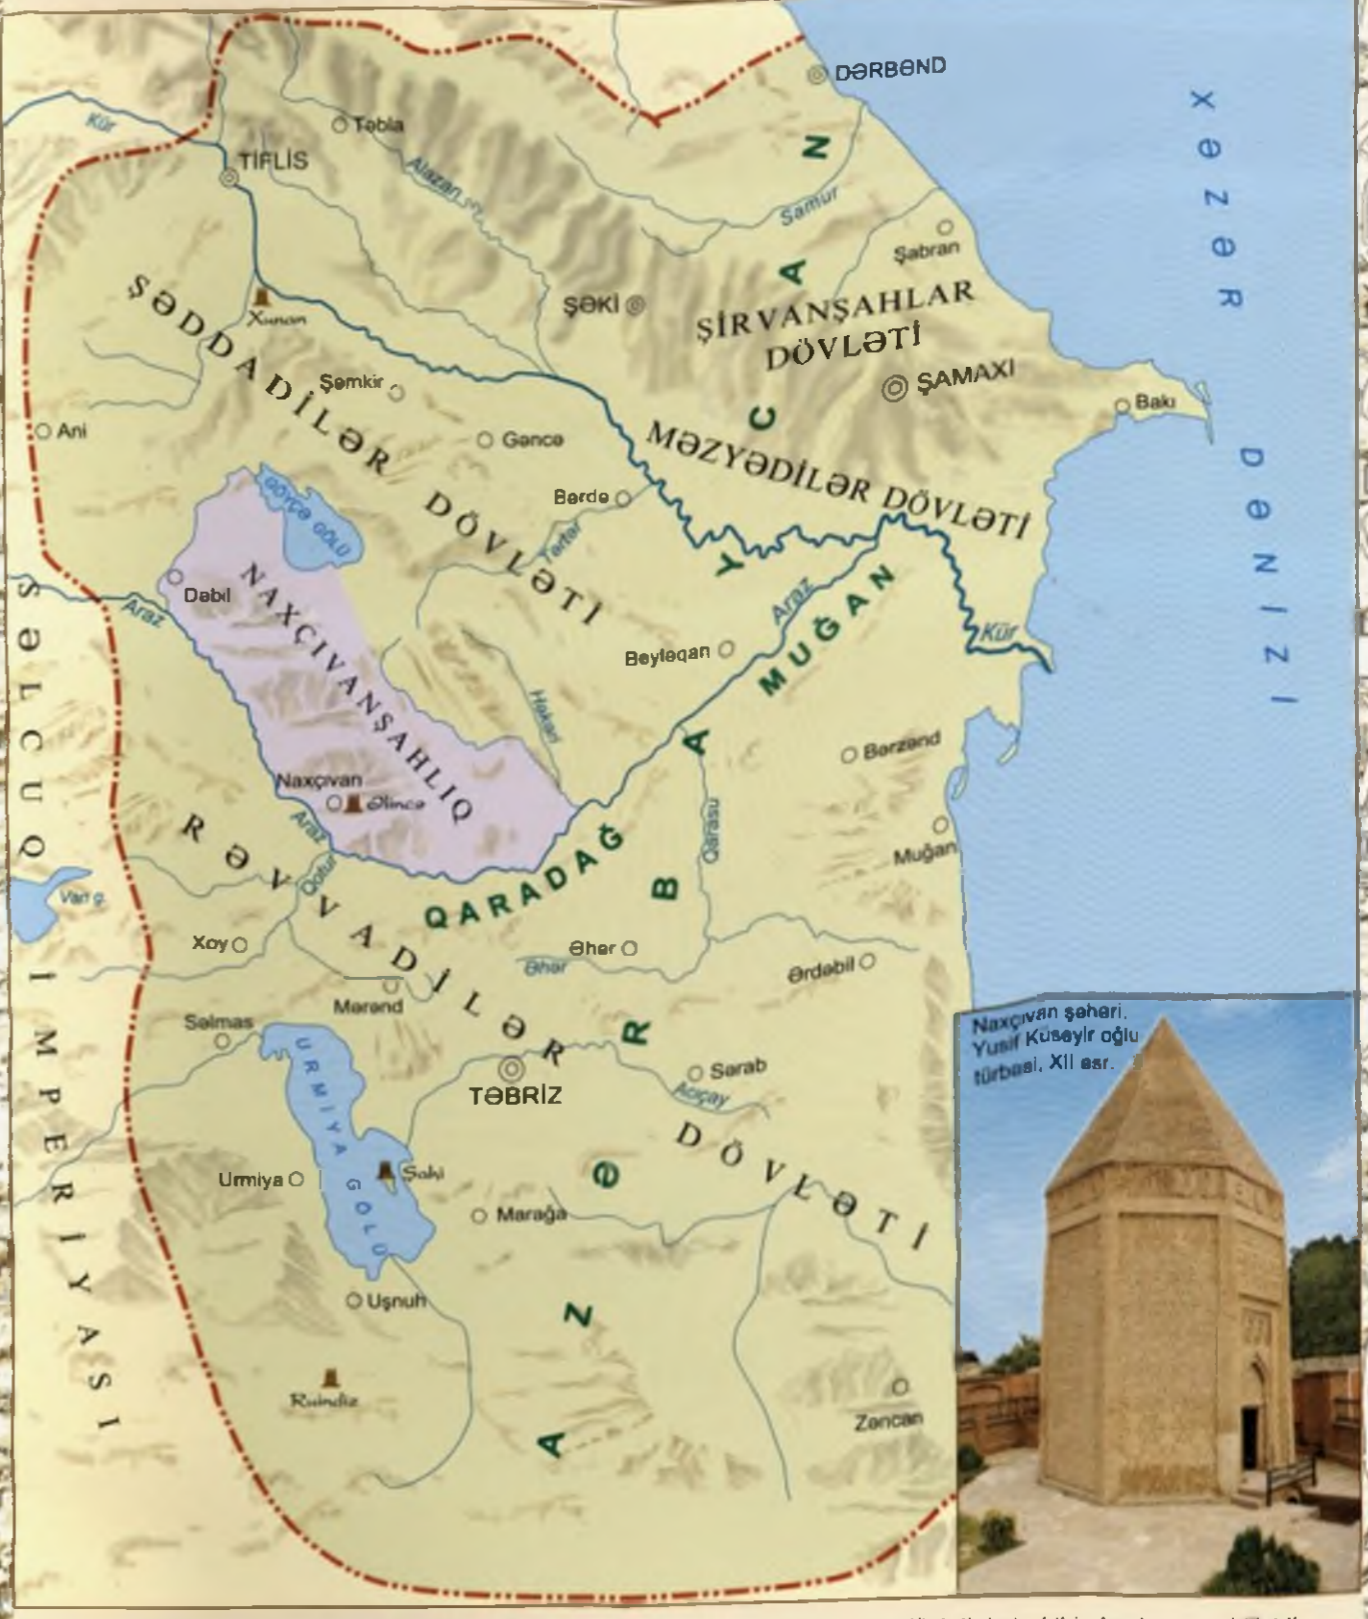 DƏRBƏND
XƏZƏR DƏNİZİ
Təbla
Kür
TİFLİS
Alazan
Samur
Şabran
ŞƏKİ
ŞİRVANŞAHLAR
DÖVLƏTİ
ŞAMAXI
Bakı
Xunan
ŞƏDDADİLƏR DÖVLƏTİ
Şəmkir
Ani
Gəncə
MƏZYƏDİLƏR DÖVLƏTİ
Bərdə
Tərtər
GÖYÇƏ GÖLÜ
Dəbil
Araz
NAXÇIVANŞAHLIQ
Beyləqan
Araz
MUĞAN
Kür
Həkəri
Bərzənd
Naxçıvan
Əlincə
Araz
Qotur
Qarasu
Muğan
QARADAĞ
Van g.
SƏLCUQ İMPERİYASI
RƏVVADİLƏR DÖVLƏTİ
Xoy
Əhər
Əhər
Ərdəbil
Mərənd
Səlmas
URMİYA GÖLÜ
TƏBRİZ
Sərab
Acıçay
Urmiya
Şahi
Marağa
Uşnuh
Ruindiz
Zəncan
AZƏRBAYCAN
Naxçıvan şəhəri.
Yusif Küseyir oğlu
türbəsi, XII əsr.